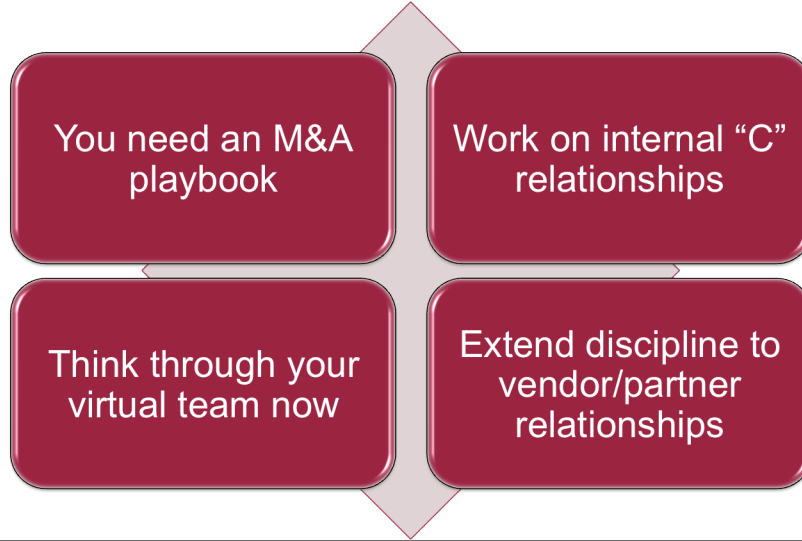 You need an M&A
playbook
Work on internal “C”
relationships
Think through your
virtual team now
Extend discipline to
vendor/partner
relationships